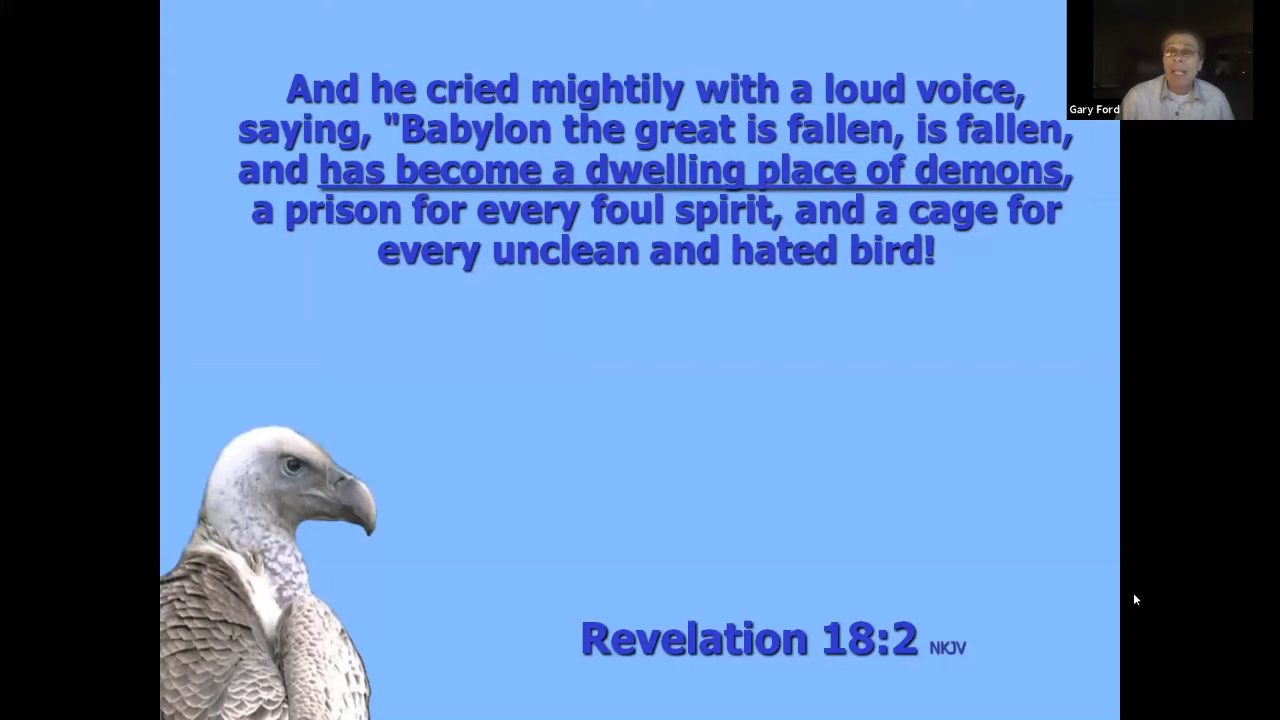 And he cried mightily with a loud voice,
saying, "Babylon the great is fallen, is fallen,
and has become a dwelling place of demons,
a prison for every foul spirit, and a cage for
every unclean and hated bird!
Gary Ford
Revelation 18:2 NKJV